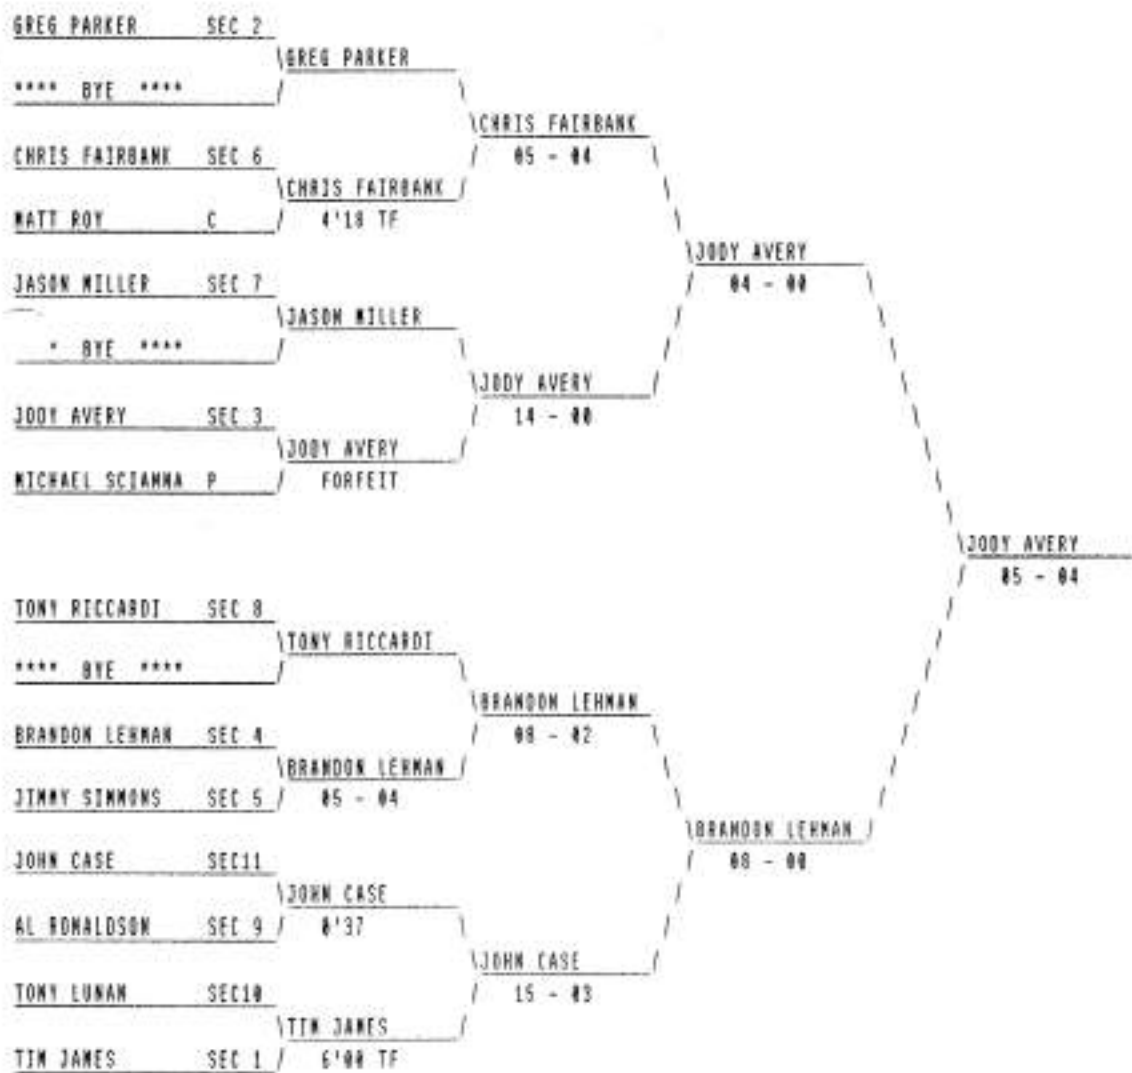 GREG PARKER SEC 2
GREG PARKER
**** BYE ****
CHRIS FAIRBANK
05 - 04
CHRIS FAIRBANK SEC 6
CHRIS FAIRBANK
MATT ROY C
4'18 TF
JODY AVERY
04 - 00
JASON MILLER SEC 7
JASON MILLER
* BYE ****
JODY AVERY
14 - 00
JODY AVERY SEC 3
JODY AVERY
MICHAEL SCIAMNA P
FORFEIT
JODY AVERY
05 - 04
TONY RICCARDI SEC 8
TONY RICCARDI
**** BYE ****
BRANDON LEHMAN
08 - 02
BRANDON LEHMAN SEC 4
BRANDON LEHMAN
JIMMY SIMMONS SEC 5
05 - 04
BRANDON LEHMAN
08 - 00
JOHN CASE SEC11
JOHN CASE
AL RONALDSON SEC 9
0'37
JOHN CASE
15 - 03
TONY LUNAN SEC10
TIM JAMES
TIM JAMES SEC 1
6'00 TF